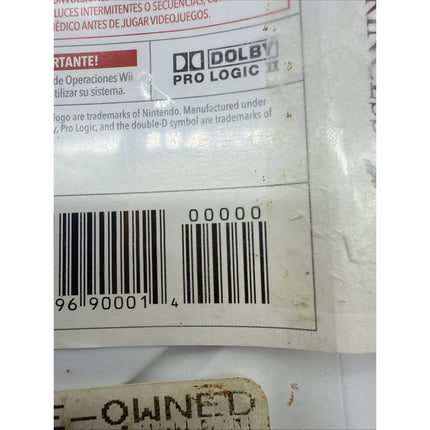 LUCES INTERMITENTES O SECUENCIAS, CO
MÉDICO ANTES DE JUGAR VIDEOJUEGOS.
RTANTE!
de Operaciones Wii
utilizar su sistema.
DOLBY
PRO LOGIC II
logo are trademarks of Nintendo. Manufactured under
y, Pro Logic, and the double-D symbol are trademarks of
00000
96 90001 4
E-OWNED